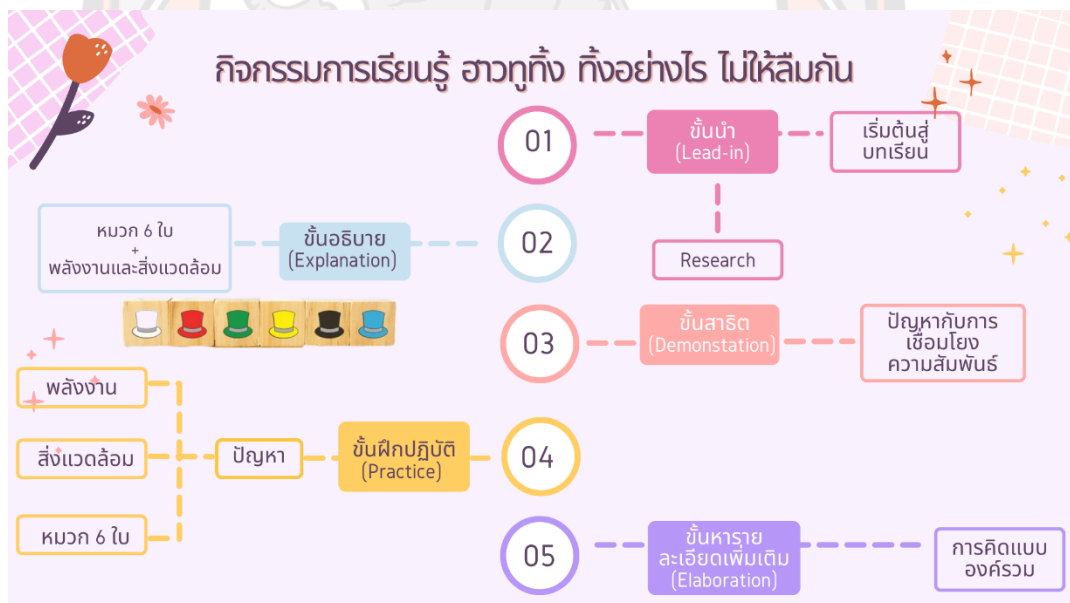 กิจกรรมการเรียนรู้ ฮาวทูทิ้ง ทิ้งอย่างไร ไม่ให้ลืมกัน
01
ขั้นนำ
(Lead-in)
เริ่มต้นสู่
บทเรียน
Research
02
ขั้นอธิบาย
(Explanation)
หมวก 6 ใบ
+
พลังงานและสิ่งแวดล้อม
03
ขั้นสาธิต
(Demonstation)
ปัญหากับการ
เชื่อมโยง
ความสัมพันธ์
04
ขั้นฝึกปฏิบัติ
(Practice)
ปัญหา
พลังงาน
สิ่งแวดล้อม
หมวก 6 ใบ
05
ขั้นหาราย
ละเอียดเพิ่มเติม
(Elaboration)
การคิดแบบ
องค์รวม